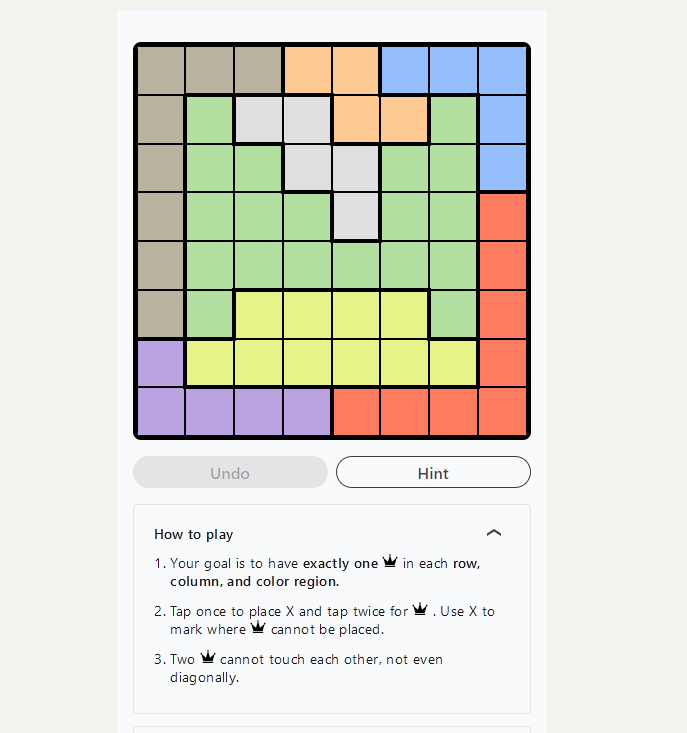 Undo
Hint
How to play
1. Your goal is to have exactly one in each row,
column, and color region.
2. Tap once to place X and tap twice for . Use X to
mark where cannot be placed.
3. Two cannot touch each other, not even
diagonally.